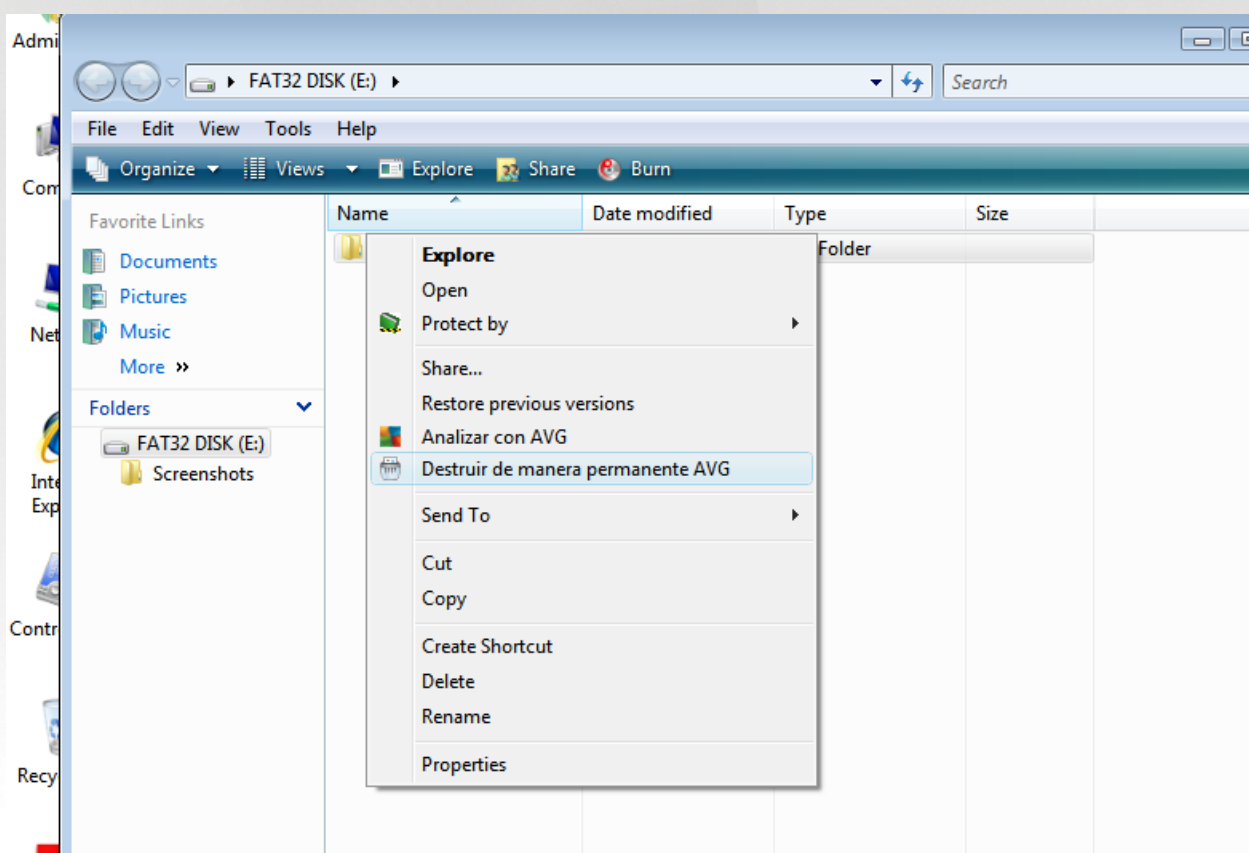 Admi
FAT32 DISK (E:)
Search
File Edit View Tools Help
Organize Views Explore Share Burn
Com
Favorite Links
Name Date modified Type Size
Folder
Documents
Pictures
Music
More »
Net
Folders
FAT32 DISK (E:)
Screenshots
Inte
Exp
Contr
Recy
Explore
Open
Protect by
Share...
Restore previous versions
Analizar con AVG
Destruir de manera permanente AVG
Send To
Cut
Copy
Create Shortcut
Delete
Rename
Properties